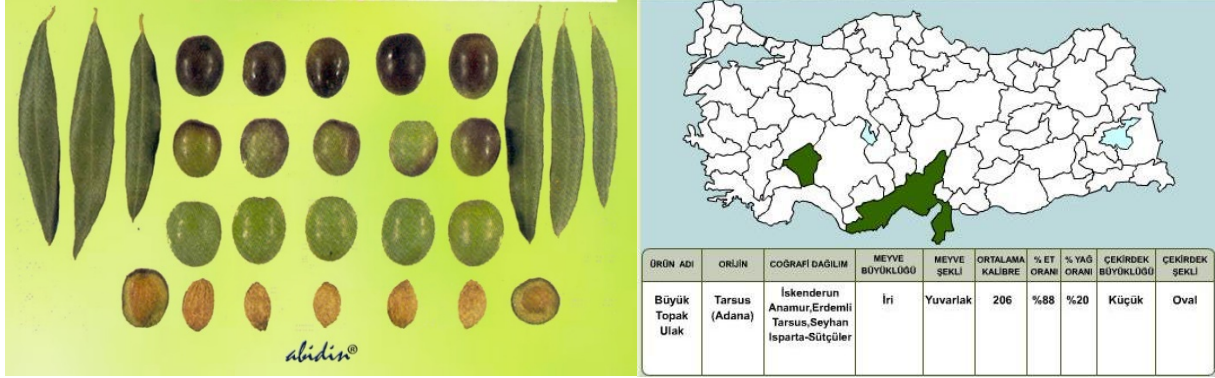 abidin®
ÜRÜN ADI
ORİJİN
COĞRAFİ DAĞILIM
MEYVE
BÜYÜKLÜĞÜ
MEYVE
ŞEKLİ
ORTALAMA
KALİBRE
% ET
ORANI
% YAĞ
ORANI
ÇEKİRDEK
BÜYÜKLÜĞÜ
ÇEKİRDEK
ŞEKLİ
Büyük
Topak
Ulak
Tarsus
(Adana)
İskenderun
Anamur,Erdemli
Tarsus,Seyhan
Isparta-Sütçüler
İri
Yuvarlak
206
%88
%20
Küçük
Oval